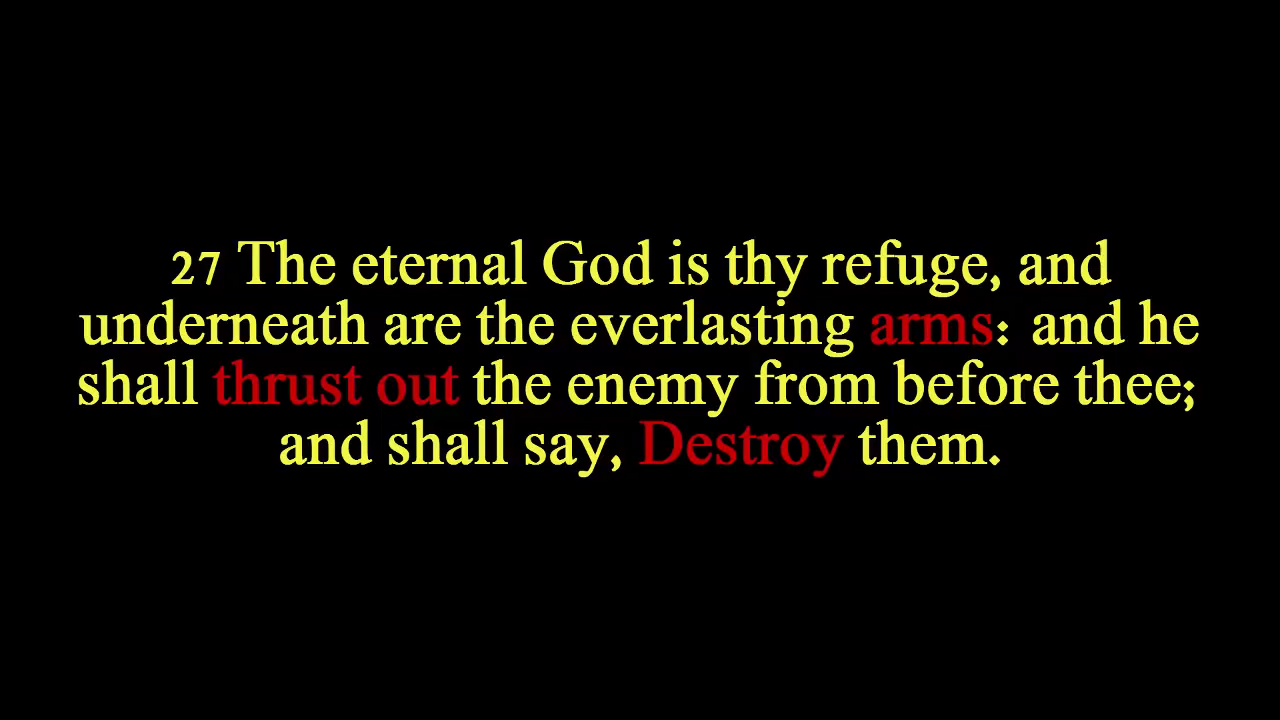 27 The eternal God is thy refuge, and
underneath are the everlasting arms: and he
shall thrust out the enemy from before thee;
and shall say, Destroy them.